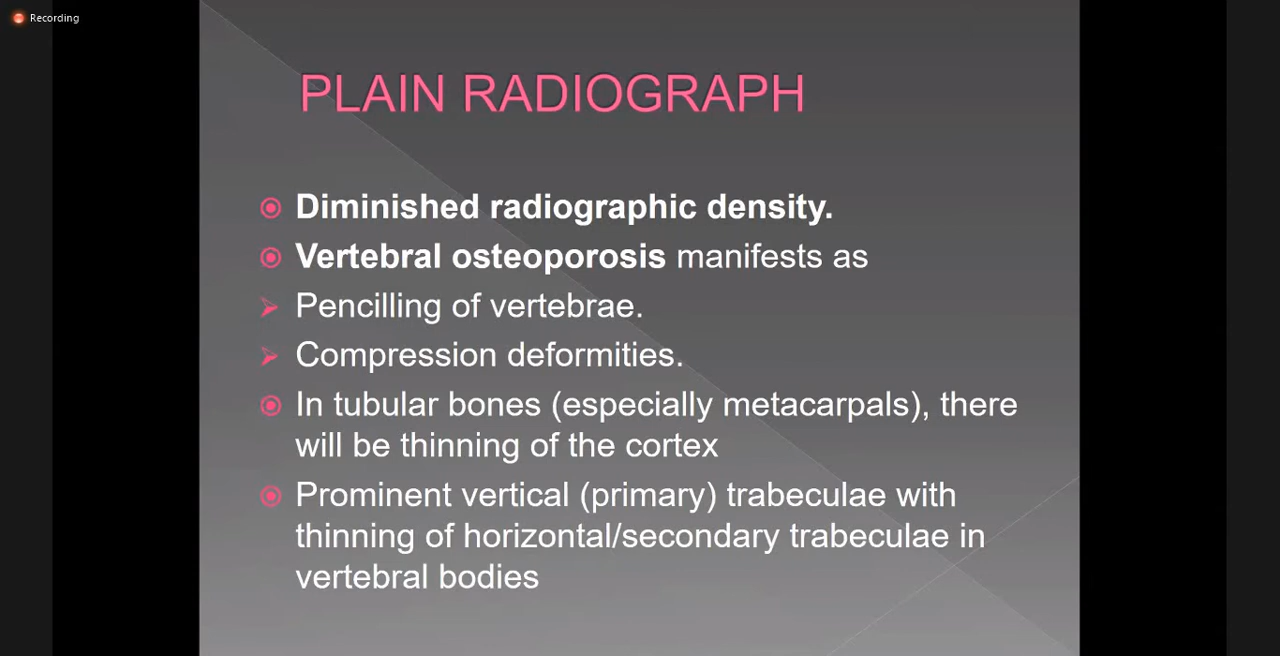 Recording
PLAIN RADIOGRAPH
Diminished radiographic density.
Vertebral osteoporosis manifests as
Pencilling of vertebrae.
Compression deformities.
In tubular bones (especially metacarpals), there
will be thinning of the cortex
Prominent vertical (primary) trabeculae with
thinning of horizontal/secondary trabeculae in
vertebral bodies